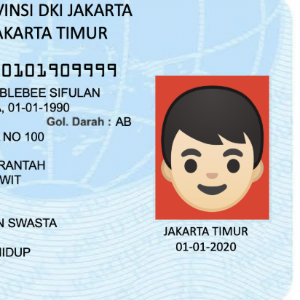 VINSI DKI JAKARTA
AKARTA TIMUR
0101909999
BLEBEE SIFULAN
, 01-01-1990
Gol. Darah : AB
NO 100
RANTAH
WIT
N SWASTA
HIDUP
JAKARTA TIMUR
01-01-2020